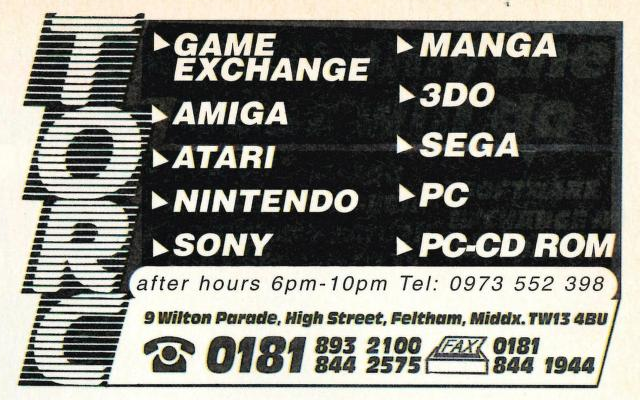 TORC
GAME
EXCHANGE
AMIGA
ATARI
NINTENDO
SONY
MANGA
3DO
SEGA
PC
PC-CD ROM
after hours 6pm-10pm Tel: 0973 552 398
9 Wilton Parade, High Street, Feltham, Middx. TW13 4BU
0181 893 2100
844 2575
FAX 0181
844 1944